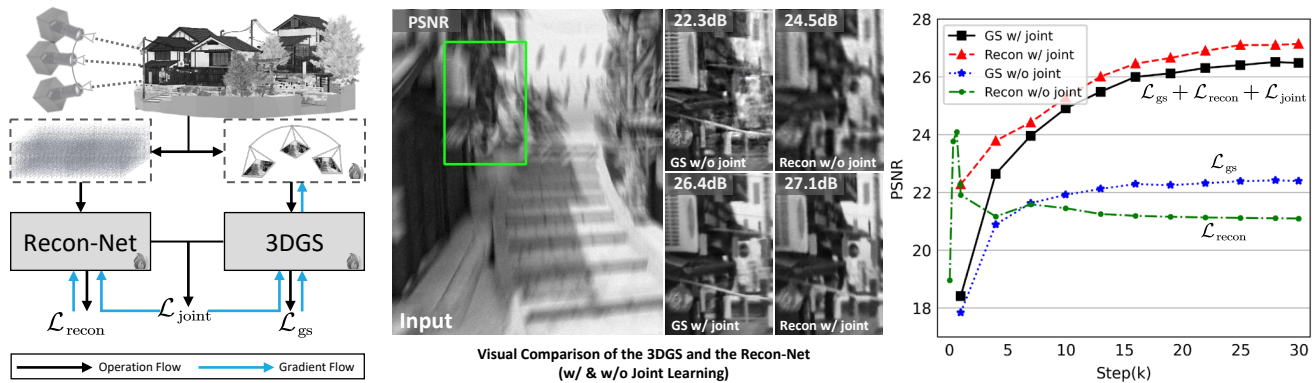 Recon-Net
3DGS
ℒrecon
ℒjoint
ℒgs
Operation Flow
Gradient Flow
PSNR
Input
22.3dB
GS w/o joint
24.5dB
Recon w/o joint
26.4dB
GS w/ joint
27.1dB
Recon w/ joint
Visual Comparison of the 3DGS and the Recon-Net
(w/ & w/o Joint Learning)
PSNR
28
26
24
22
20
18
GS w/ joint
Recon w/ joint
GS w/o joint
Recon w/o joint
ℒgs + ℒrecon + ℒjoint
ℒgs
ℒrecon
0 5 10 15 20 25 30
Step(k)